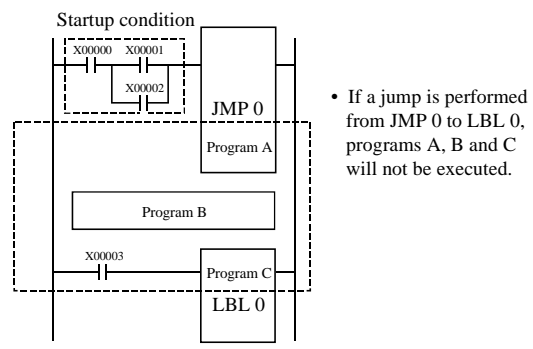 Startup condition
X00000 X00001
X00002
JMP 0
Program A
• If a jump is performed
from JMP 0 to LBL 0,
programs A, B and C
will not be executed.
Program B
X00003
Program C
LBL 0